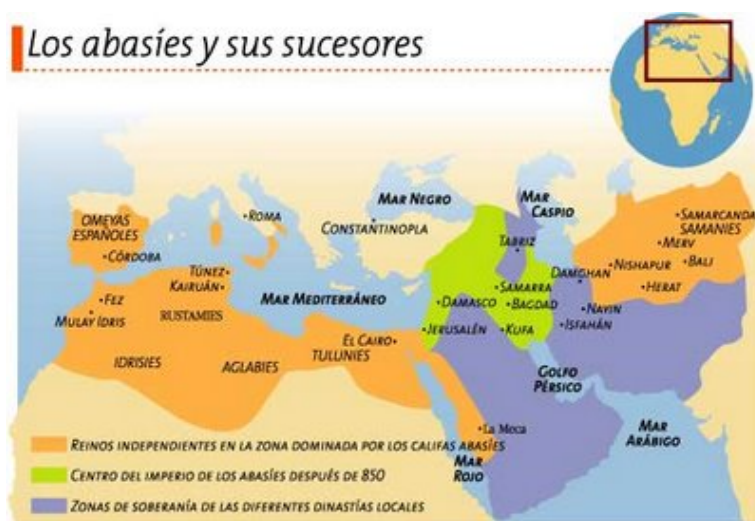 Los abasíes y sus sucesores
MAR NEGRO
MAR CASPIO
ROMA
CONSTANTINOPLA
OMEYAS ESPAÑOLES
CÓRDOBA
TABRIZ
SAMARCANDA
SAMANIES
MERV
NISHAPUR
BALI
HERAT
DAMGHAN
TÚNEZ
KAIRUÁN
FEZ
MULAY IDRIS
RUSTAMIES
MAR MEDITERRÁNEO
SAMARRA
DAMASCO
BAGDAD
NAYIN
ISFAHÁN
JERUSALÉN
KUFA
EL CAIRO
TULUNIES
IDRISIES
AGLABIES
GOLFO PÉRSICO
La Meca
MAR ARÁBIGO
MAR ROJO
REINOS INDEPENDIENTES EN LA ZONA DOMINADA POR LOS CALIFAS ABASÍES
CENTRO DEL IMPERIO DE LOS ABASÍES DESPUÉS DE 850
ZONAS DE SOBERANÍA DE LAS DIFERENTES DINASTÍAS LOCALES